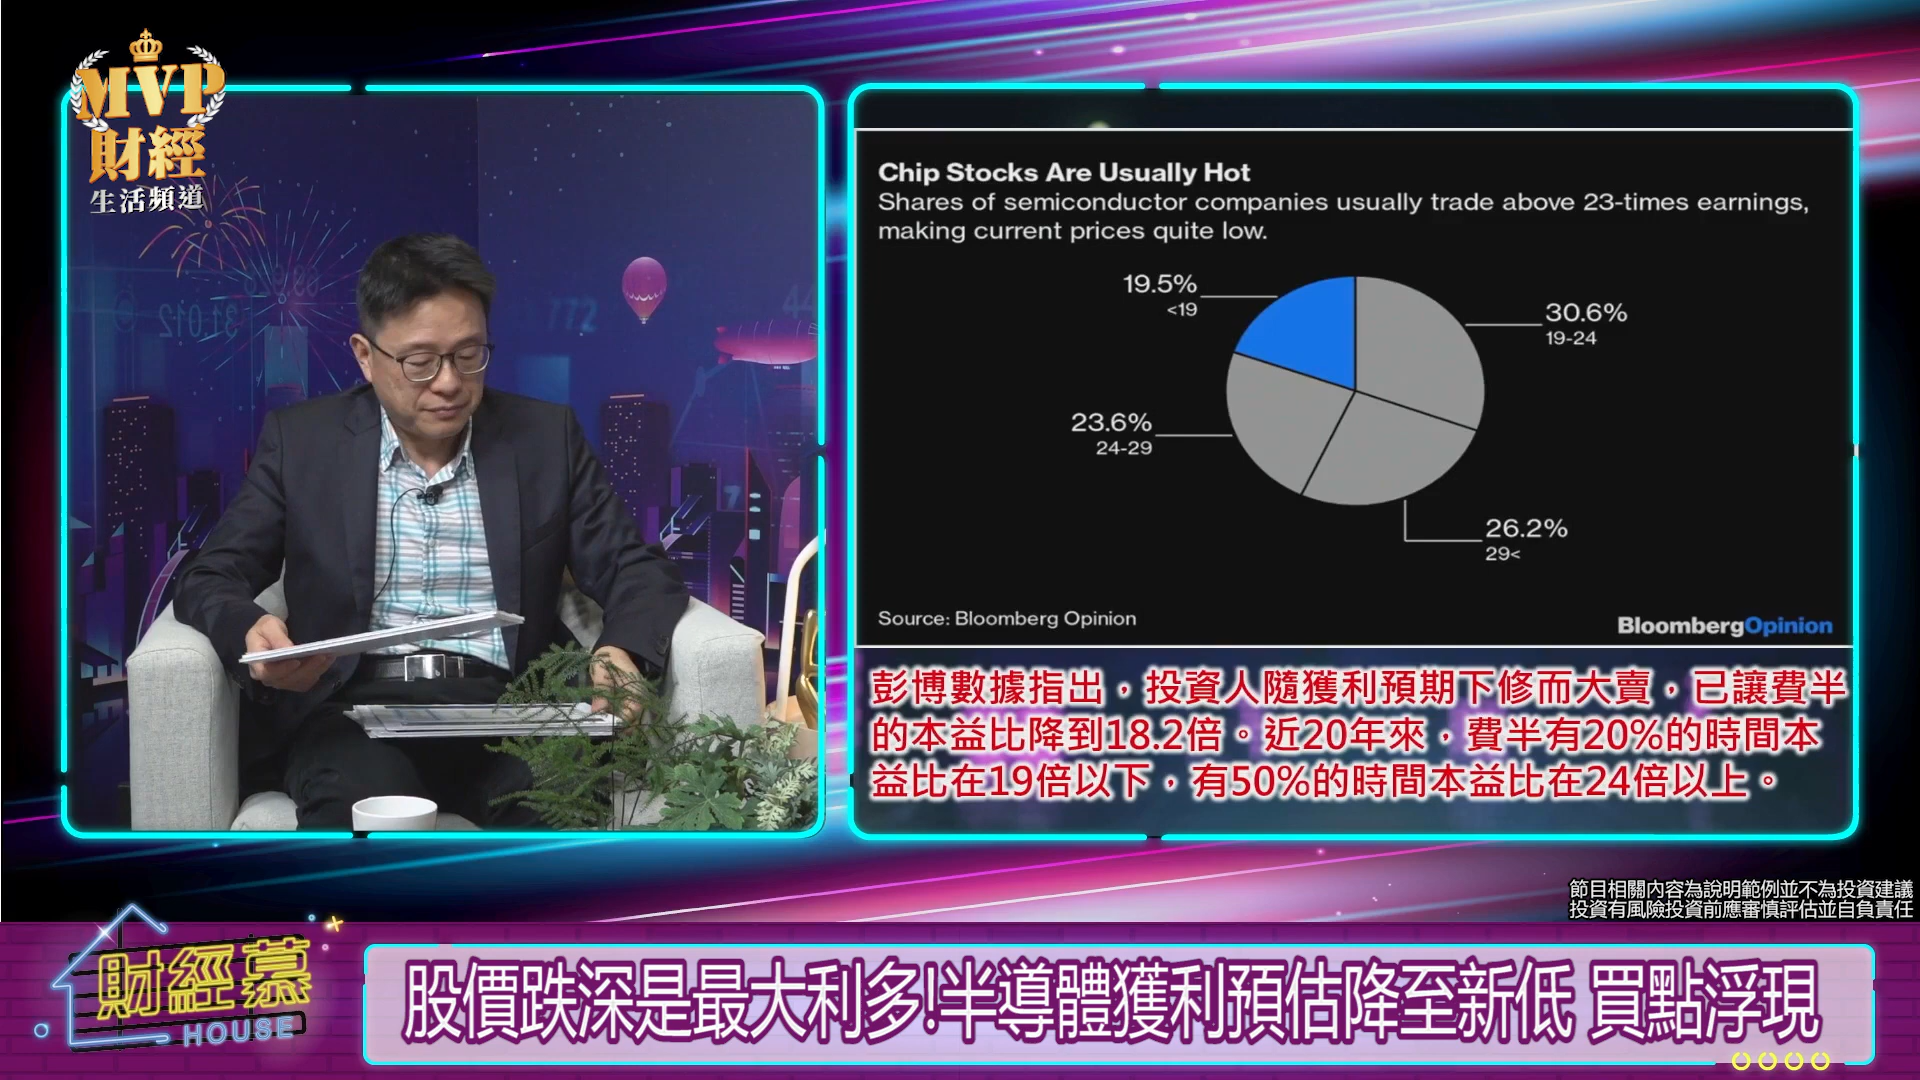 MVP
財經
生活頻道
Chip Stocks Are Usually Hot
Shares of semiconductor companies usually trade above 23-times earnings,
making current prices quite low.
19.5%
<19
30.6%
19-24
23.6%
24-29
26.2%
29<
Source: Bloomberg Opinion
BloombergOpinion
彭博數據指出，投資人隨獲利預期下修而大賣，已讓費半
的本益比降到18.2倍。近20年來，費半有20%的時間本
益比在19倍以下，有50%的時間本益比在24倍以上。
節目相關內容為說明範例並不為投資建議
投資有風險投資前應審慎評估並自負責任
財經慕
HOUSE
股價跌深是最大利多!半導體獲利預估降至新低 買點浮現